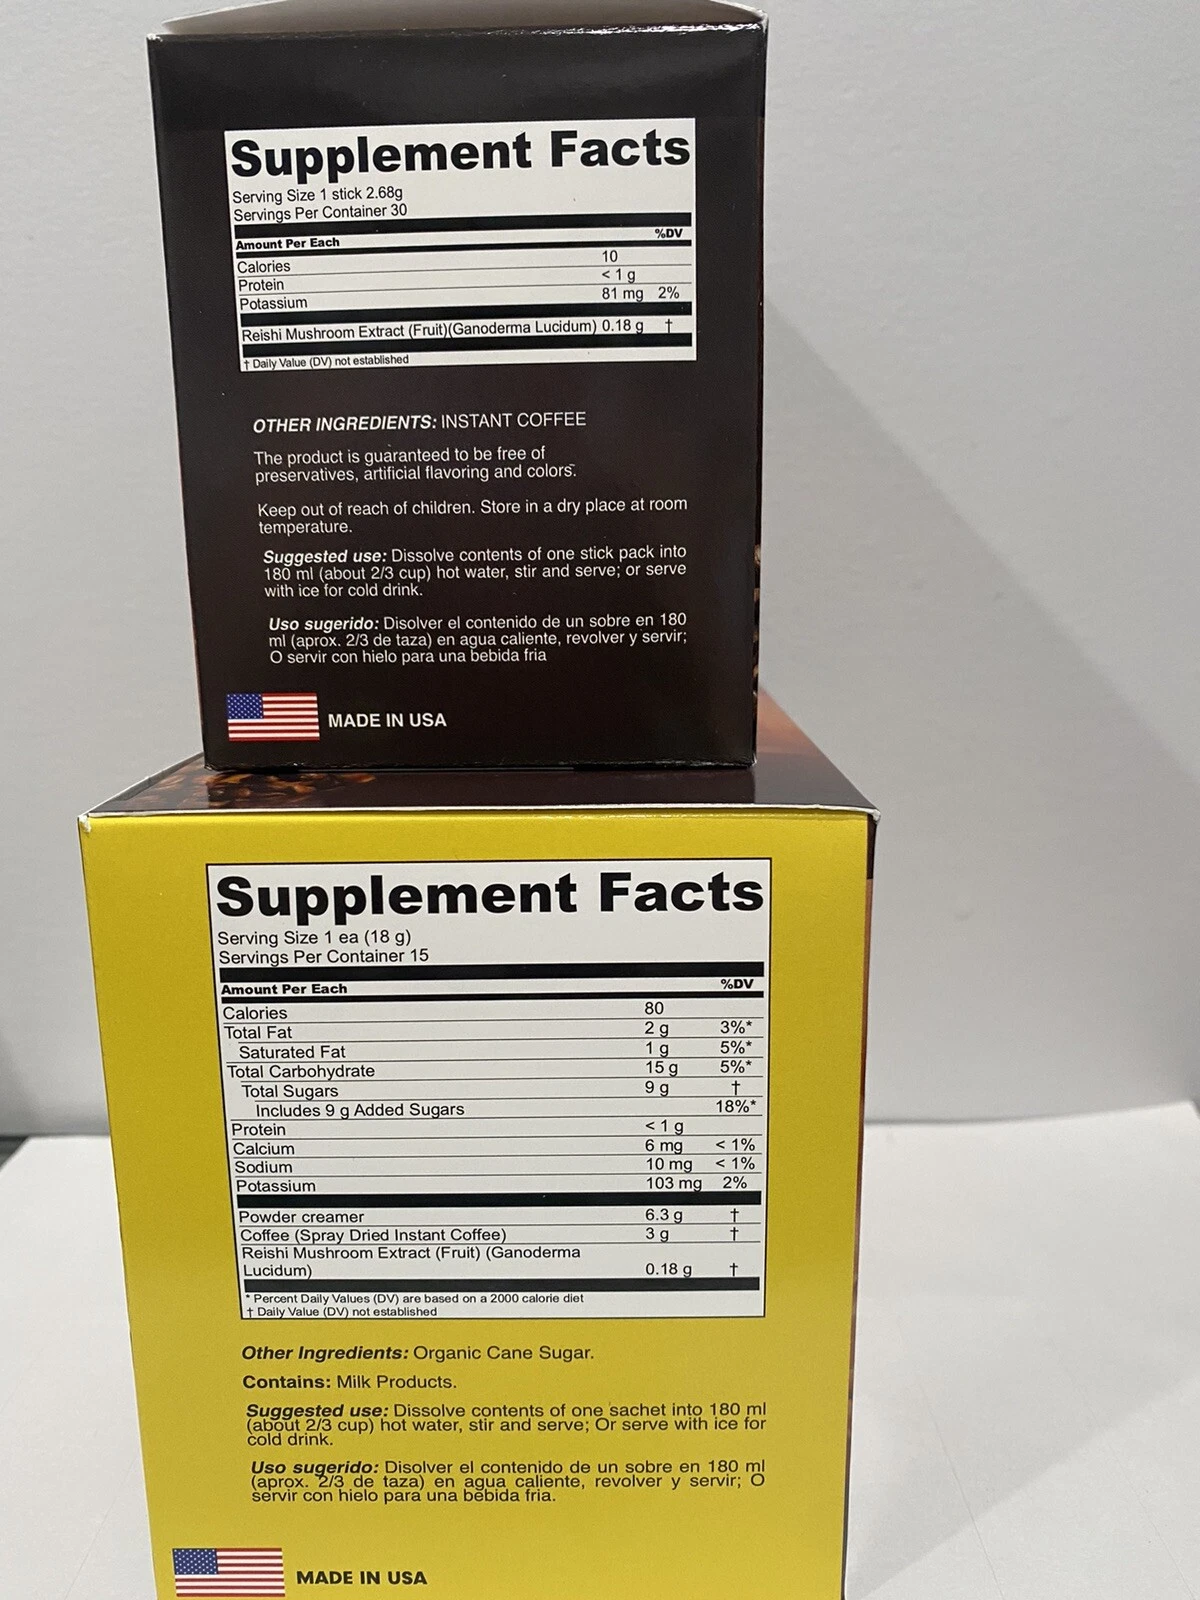 Supplement Facts
Serving Size 1 stick 2.68g
Servings Per Container 30
Amount Per Each %DV
Calories 10
Protein < 1 g
Potassium 81 mg 2%
Reishi Mushroom Extract (Fruit)(Ganoderma Lucidum) 0.18 g †
† Daily Value (DV) not established
OTHER INGREDIENTS: INSTANT COFFEE
The product is guaranteed to be free of
preservatives, artificial flavoring and colors.
Keep out of reach of children. Store in a dry place at room
temperature.
Suggested use: Dissolve contents of one stick pack into
180 ml (about 2/3 cup) hot water, stir and serve; or serve
with ice for cold drink.
Uso sugerido: Disolver el contenido de un sobre en 180
ml (aprox. 2/3 de taza) en agua caliente, revolver y servir;
O servir con hielo para una bebida fria
MADE IN USA
Supplement Facts
Serving Size 1 ea (18 g)
Servings Per Container 15
Amount Per Each %DV
Calories 80
Total Fat 2 g 3%*
Saturated Fat 1 g 5%*
Total Carbohydrate 15 g 5%*
Total Sugars 9 g †
Includes 9 g Added Sugars 18%*
Protein < 1 g
Calcium 6 mg < 1%
Sodium 10 mg < 1%
Potassium 103 mg 2%
Powder creamer 6.3 g †
Coffee (Spray Dried Instant Coffee) 3 g †
Reishi Mushroom Extract (Fruit) (Ganoderma
Lucidum) 0.18 g †
* Percent Daily Values (DV) are based on a 2000 calorie diet
† Daily Value (DV) not established
Other Ingredients: Organic Cane Sugar.
Contains: Milk Products.
Suggested use: Dissolve contents of one sachet into 180 ml
(about 2/3 cup) hot water, stir and serve; Or serve with ice for
cold drink.
Uso sugerido: Disolver el contenido de un sobre en 180 ml
(aprox. 2/3 de taza) en agua caliente, revolver y servir; O
servir con hielo para una bebida fria.
MADE IN USA